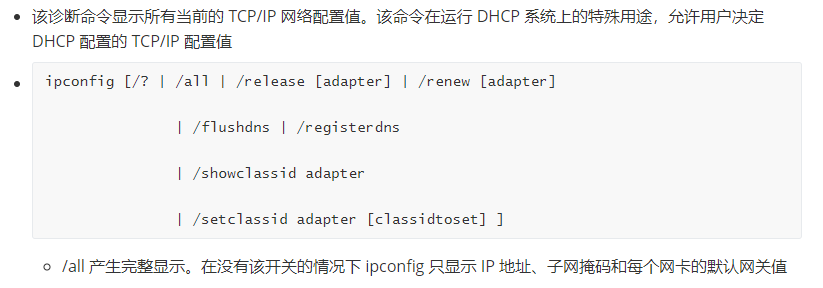 该诊断命令显示所有当前的 TCP/IP 网络配置值。该命令在运行 DHCP 系统上的特殊用途，允许用户决定
DHCP 配置的 TCP/IP 配置值
ipconfig [/? | /all | /release [adapter] | /renew [adapter]
| /flushdns | /registerdns
| /showclassid adapter
| /setclassid adapter [classidtoset] ]
/all 产生完整显示。在没有该开关的情况下 ipconfig 只显示 IP 地址、子网掩码和每个网卡的默认网关值